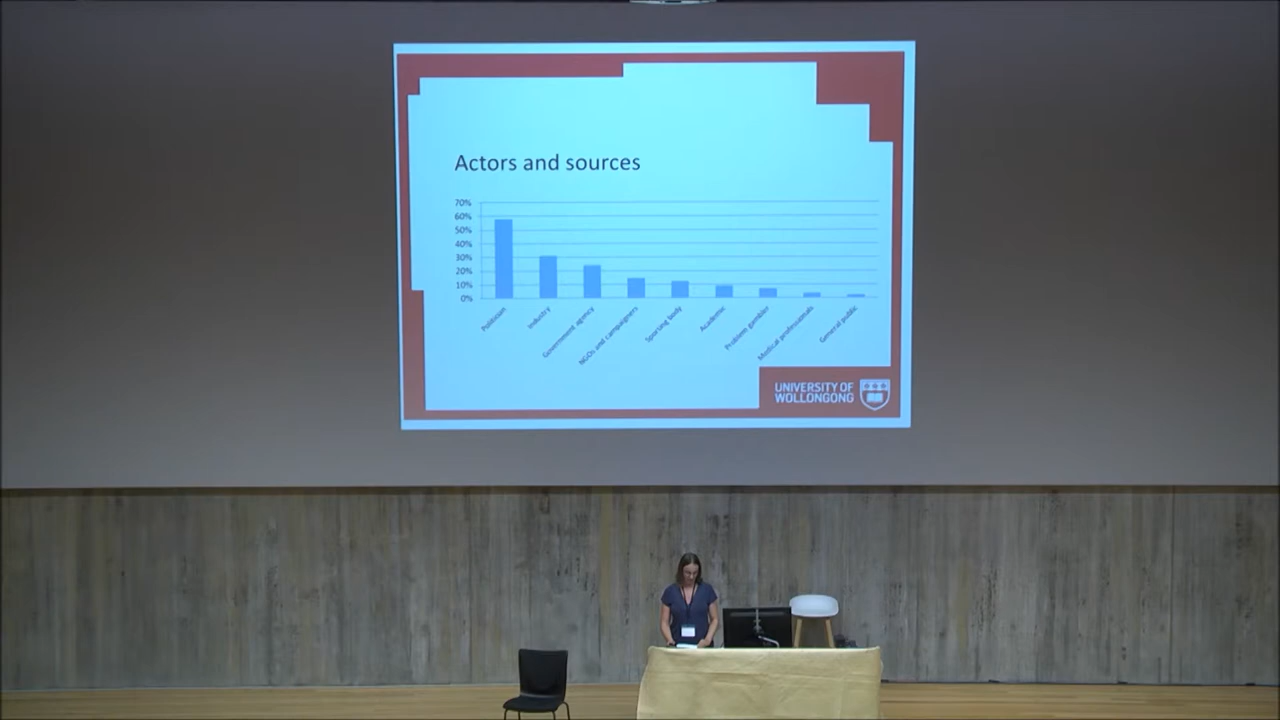 Actors and sources
70%
60%
50%
40%
30%
20%
10%
0%
Politician
Industry
Government agency
NGOs and campaigners
Sporting body
Academic
Problem gambler
Medical professionals
General public
UNIVERSITY OF
WOLLONGONG